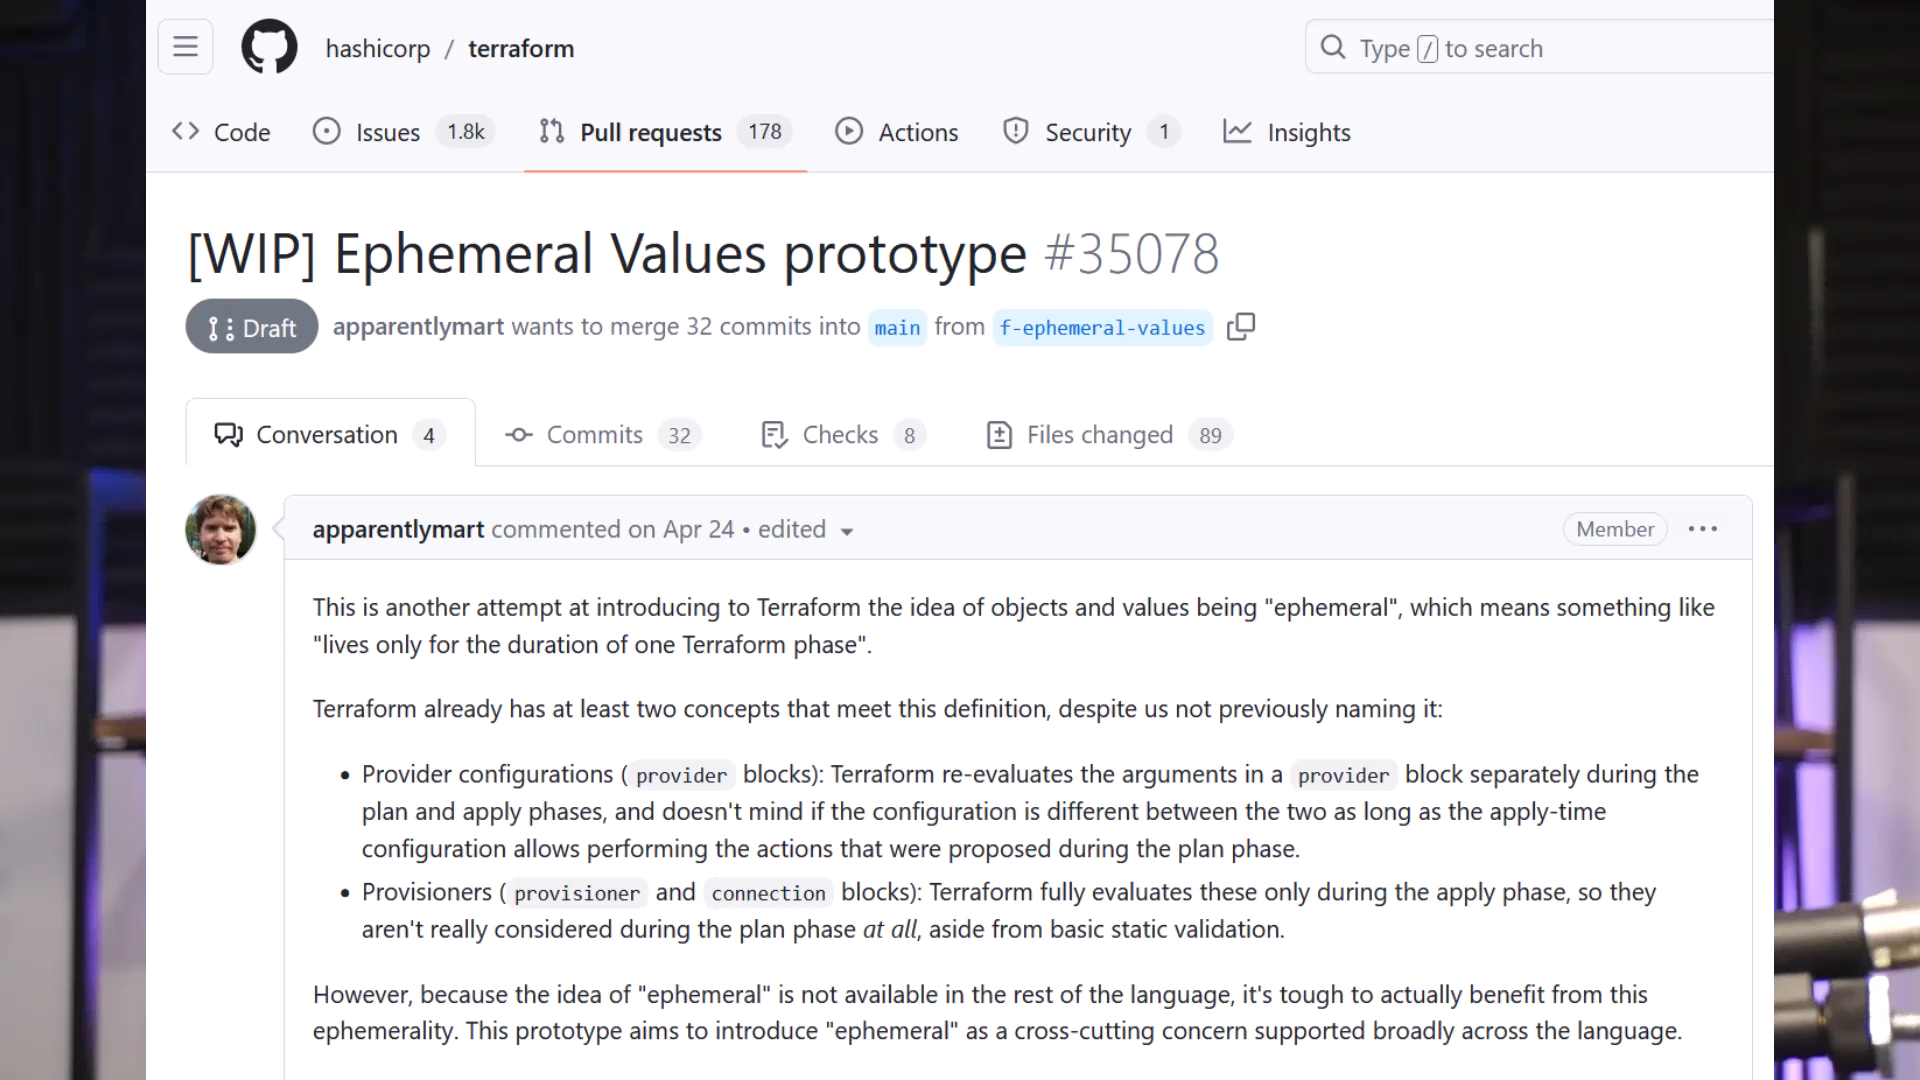 hashicorp / terraform
Type / to search
Code
Issues 1.8k
Pull requests 178
Actions
Security 1
Insights
[WIP] Ephemeral Values prototype #35078
Draft
apparentlymart wants to merge 32 commits into main from f-ephemeral-values
Conversation 4
Commits 32
Checks 8
Files changed 89
apparentlymart commented on Apr 24 • edited
Member
This is another attempt at introducing to Terraform the idea of objects and values being "ephemeral", which means something like
"lives only for the duration of one Terraform phase".
Terraform already has at least two concepts that meet this definition, despite us not previously naming it:
• Provider configurations ( provider blocks): Terraform re-evaluates the arguments in a provider block separately during the
plan and apply phases, and doesn't mind if the configuration is different between the two as long as the apply-time
configuration allows performing the actions that were proposed during the plan phase.
• Provisioners ( provisioner and connection blocks): Terraform fully evaluates these only during the apply phase, so they
aren't really considered during the plan phase at all, aside from basic static validation.
However, because the idea of "ephemeral" is not available in the rest of the language, it's tough to actually benefit from this
ephemerality. This prototype aims to introduce "ephemeral" as a cross-cutting concern supported broadly across the language.